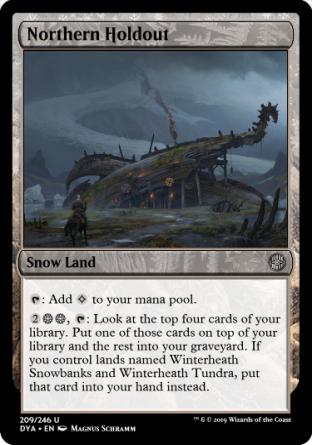 Northern Holdout
Snow Land
: Add to your mana pool.
2 , : Look at the top four cards of your
library. Put one of those cards on top of your
library and the rest into your graveyard. If
you control lands named Winterheath
Snowbanks and Winterheath Tundra, put
that card into your hand instead.
209/246 U
DYA • EN MAGNUS SCHRAMM
™ & © 2019 Wizards of the Coast